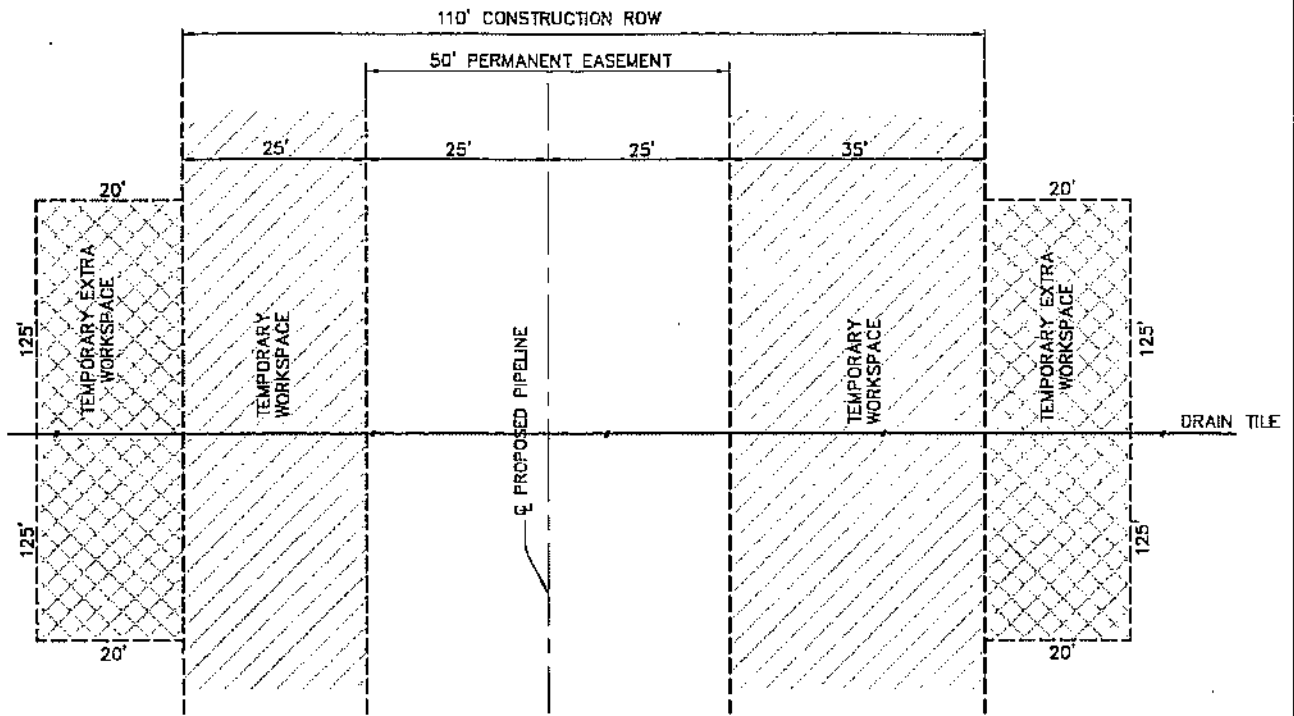 110' CONSTRUCTION ROW
50' PERMANENT EASEMENT
25'
25'
25'
35'
20'
20'
TEMPORARY EXTRA
WORKSPACE
TEMPORARY
WORKSPACE
℄ PROPOSED PIPELINE
TEMPORARY
WORKSPACE
TEMPORARY EXTRA
WORKSPACE
125'
125'
DRAIN TILE
125'
125'
20'
20'